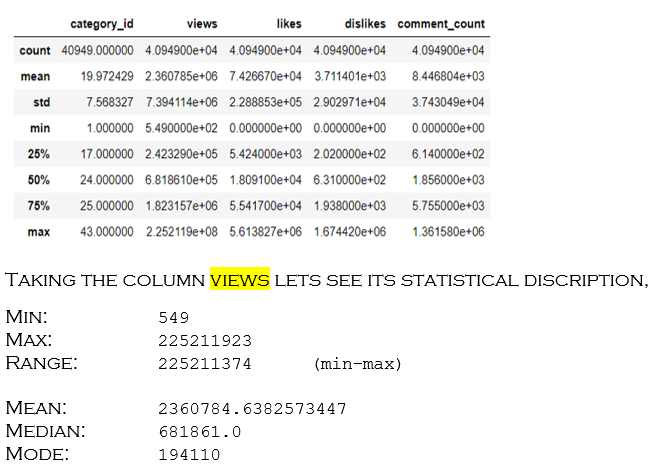 category_id views likes dislikes comment_count
count 40949.000000 4.094900e+04 4.094900e+04 4.094900e+04 4.094900e+04
mean 19.972429 2.360785e+06 7.426670e+04 3.711401e+03 8.446804e+03
std 7.568327 7.394114e+06 2.288853e+05 2.902971e+04 3.743049e+04
min 1.000000 5.490000e+02 0.000000e+00 0.000000e+00 0.000000e+00
25% 17.000000 2.423290e+05 5.424000e+03 2.020000e+02 6.140000e+02
50% 24.000000 6.818610e+05 1.809100e+04 6.310000e+02 1.856000e+03
75% 25.000000 1.823157e+06 5.541700e+04 1.938000e+03 5.755000e+03
max 43.000000 2.252119e+08 5.613827e+06 1.674420e+06 1.361580e+06
Taking the column views lets see its statistical discription,
Min: 549
Max: 225211923
Range: 225211374 (min-max)
Mean: 2360784.6382573447
Median: 681861.0
Mode: 194110